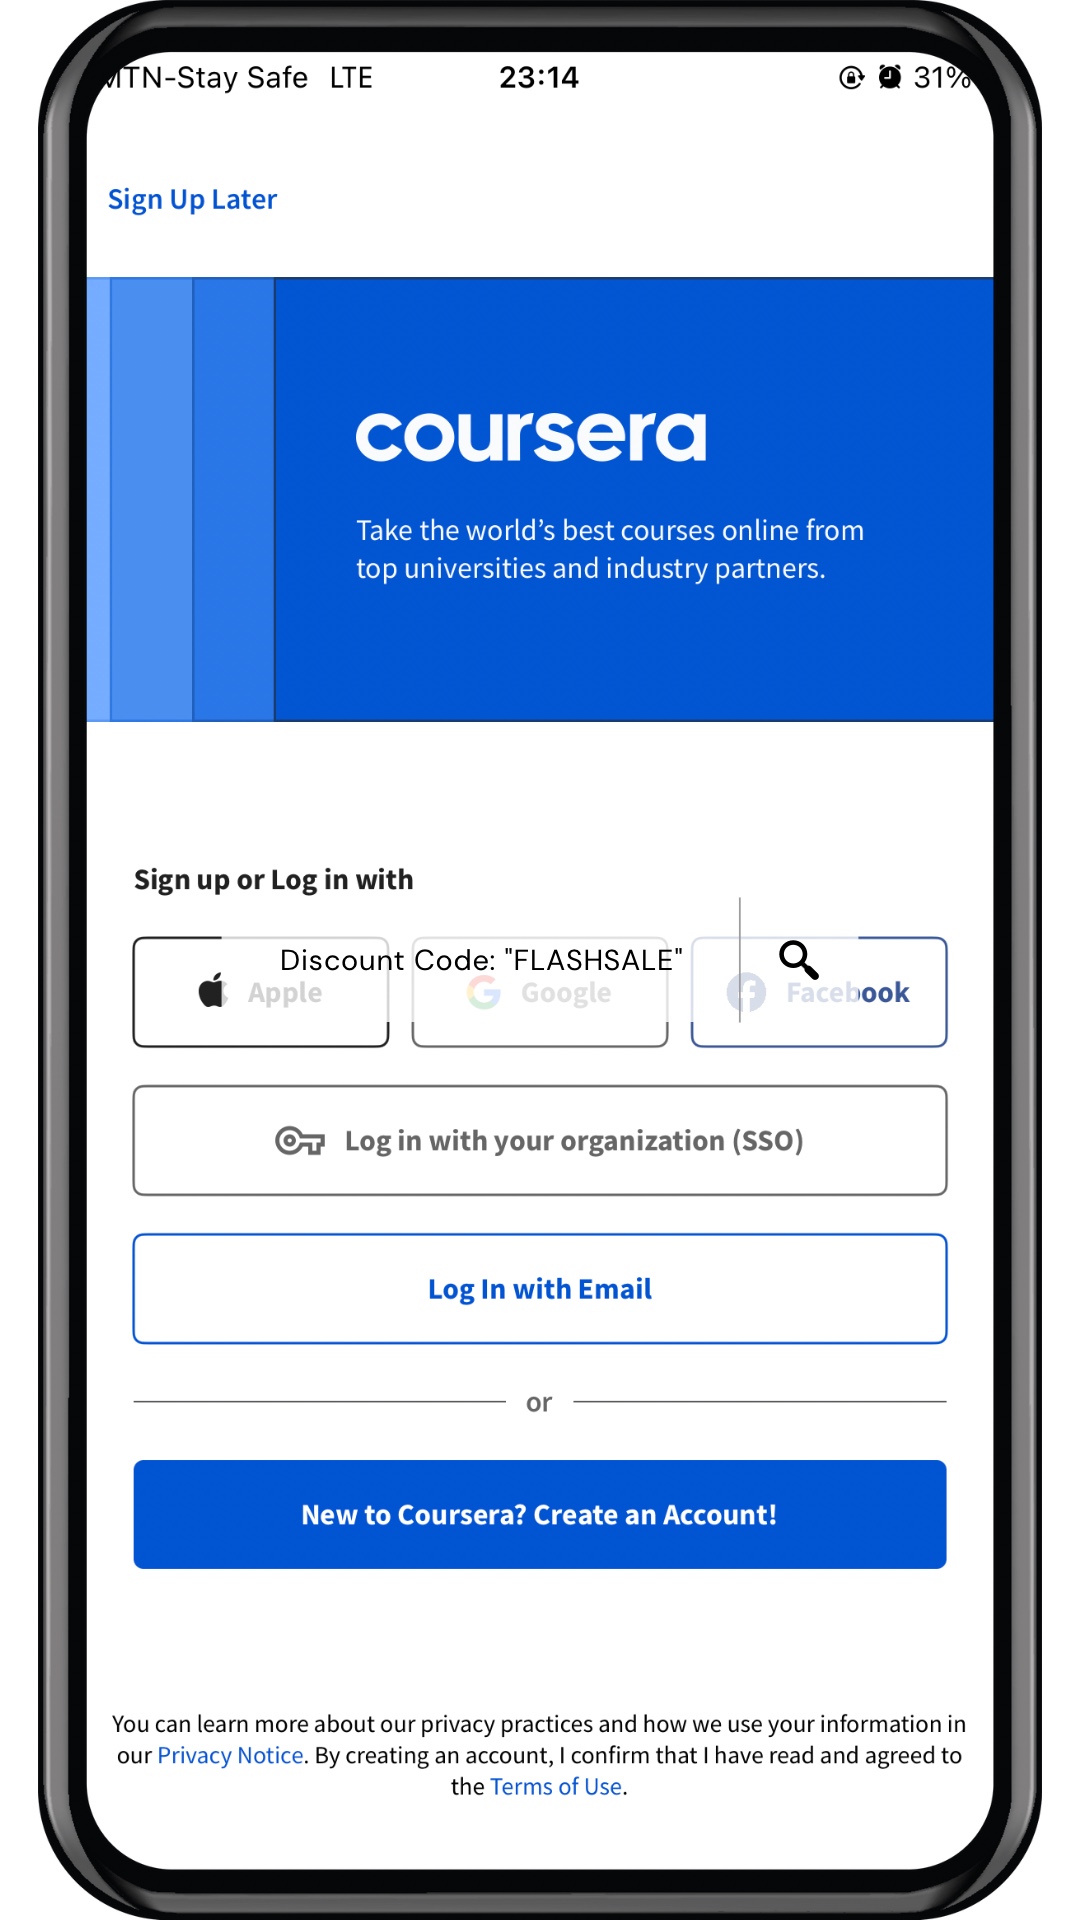 MTN-Stay Safe LTE 23:14 31%
Sign Up Later
coursera
Take the world’s best courses online from
top universities and industry partners.
Sign up or Log in with
Discount Code: "FLASHSALE"
Apple Google Facebook
Log in with your organization (SSO)
Log In with Email
or
New to Coursera? Create an Account!
You can learn more about our privacy practices and how we use your information in
our Privacy Notice. By creating an account, I confirm that I have read and agreed to
the Terms of Use.